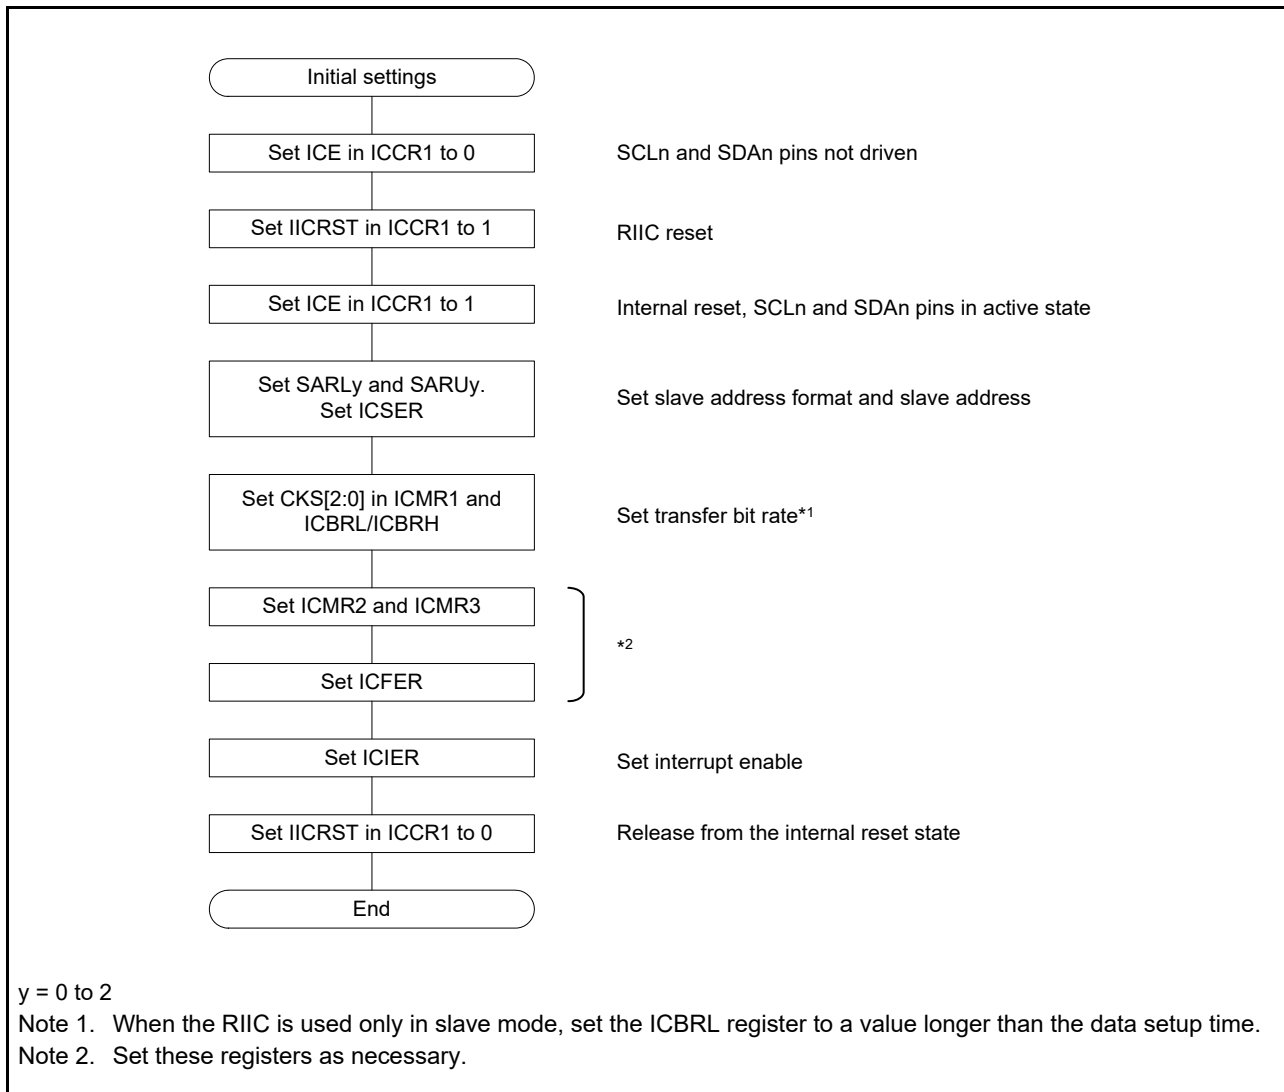 Initial settings
Set ICE in ICCR1 to 0
SCLn and SDAn pins not driven
Set IICRST in ICCR1 to 1
RIIC reset
Set ICE in ICCR1 to 1
Internal reset, SCLn and SDAn pins in active state
Set SARLy and SARUy.
Set ICSER
Set slave address format and slave address
Set CKS[2:0] in ICMR1 and
ICBRL/ICBRH
Set transfer bit rate*1
Set ICMR2 and ICMR3
*2
Set ICFER
Set ICIER
Set interrupt enable
Set IICRST in ICCR1 to 0
Release from the internal reset state
End
y = 0 to 2
Note 1. When the RIIC is used only in slave mode, set the ICBRL register to a value longer than the data setup time.
Note 2. Set these registers as necessary.